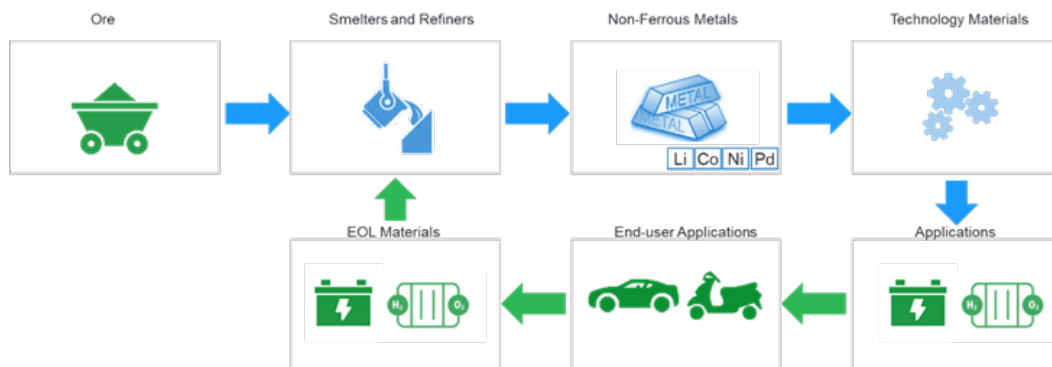 Ore
Smelters and Refiners
Non-Ferrous Metals
Technology Materials
METAL
METAL
Li Co Ni Pd
EOL Materials
End-user Applications
Applications
H₂ O₂
H₂ O₂